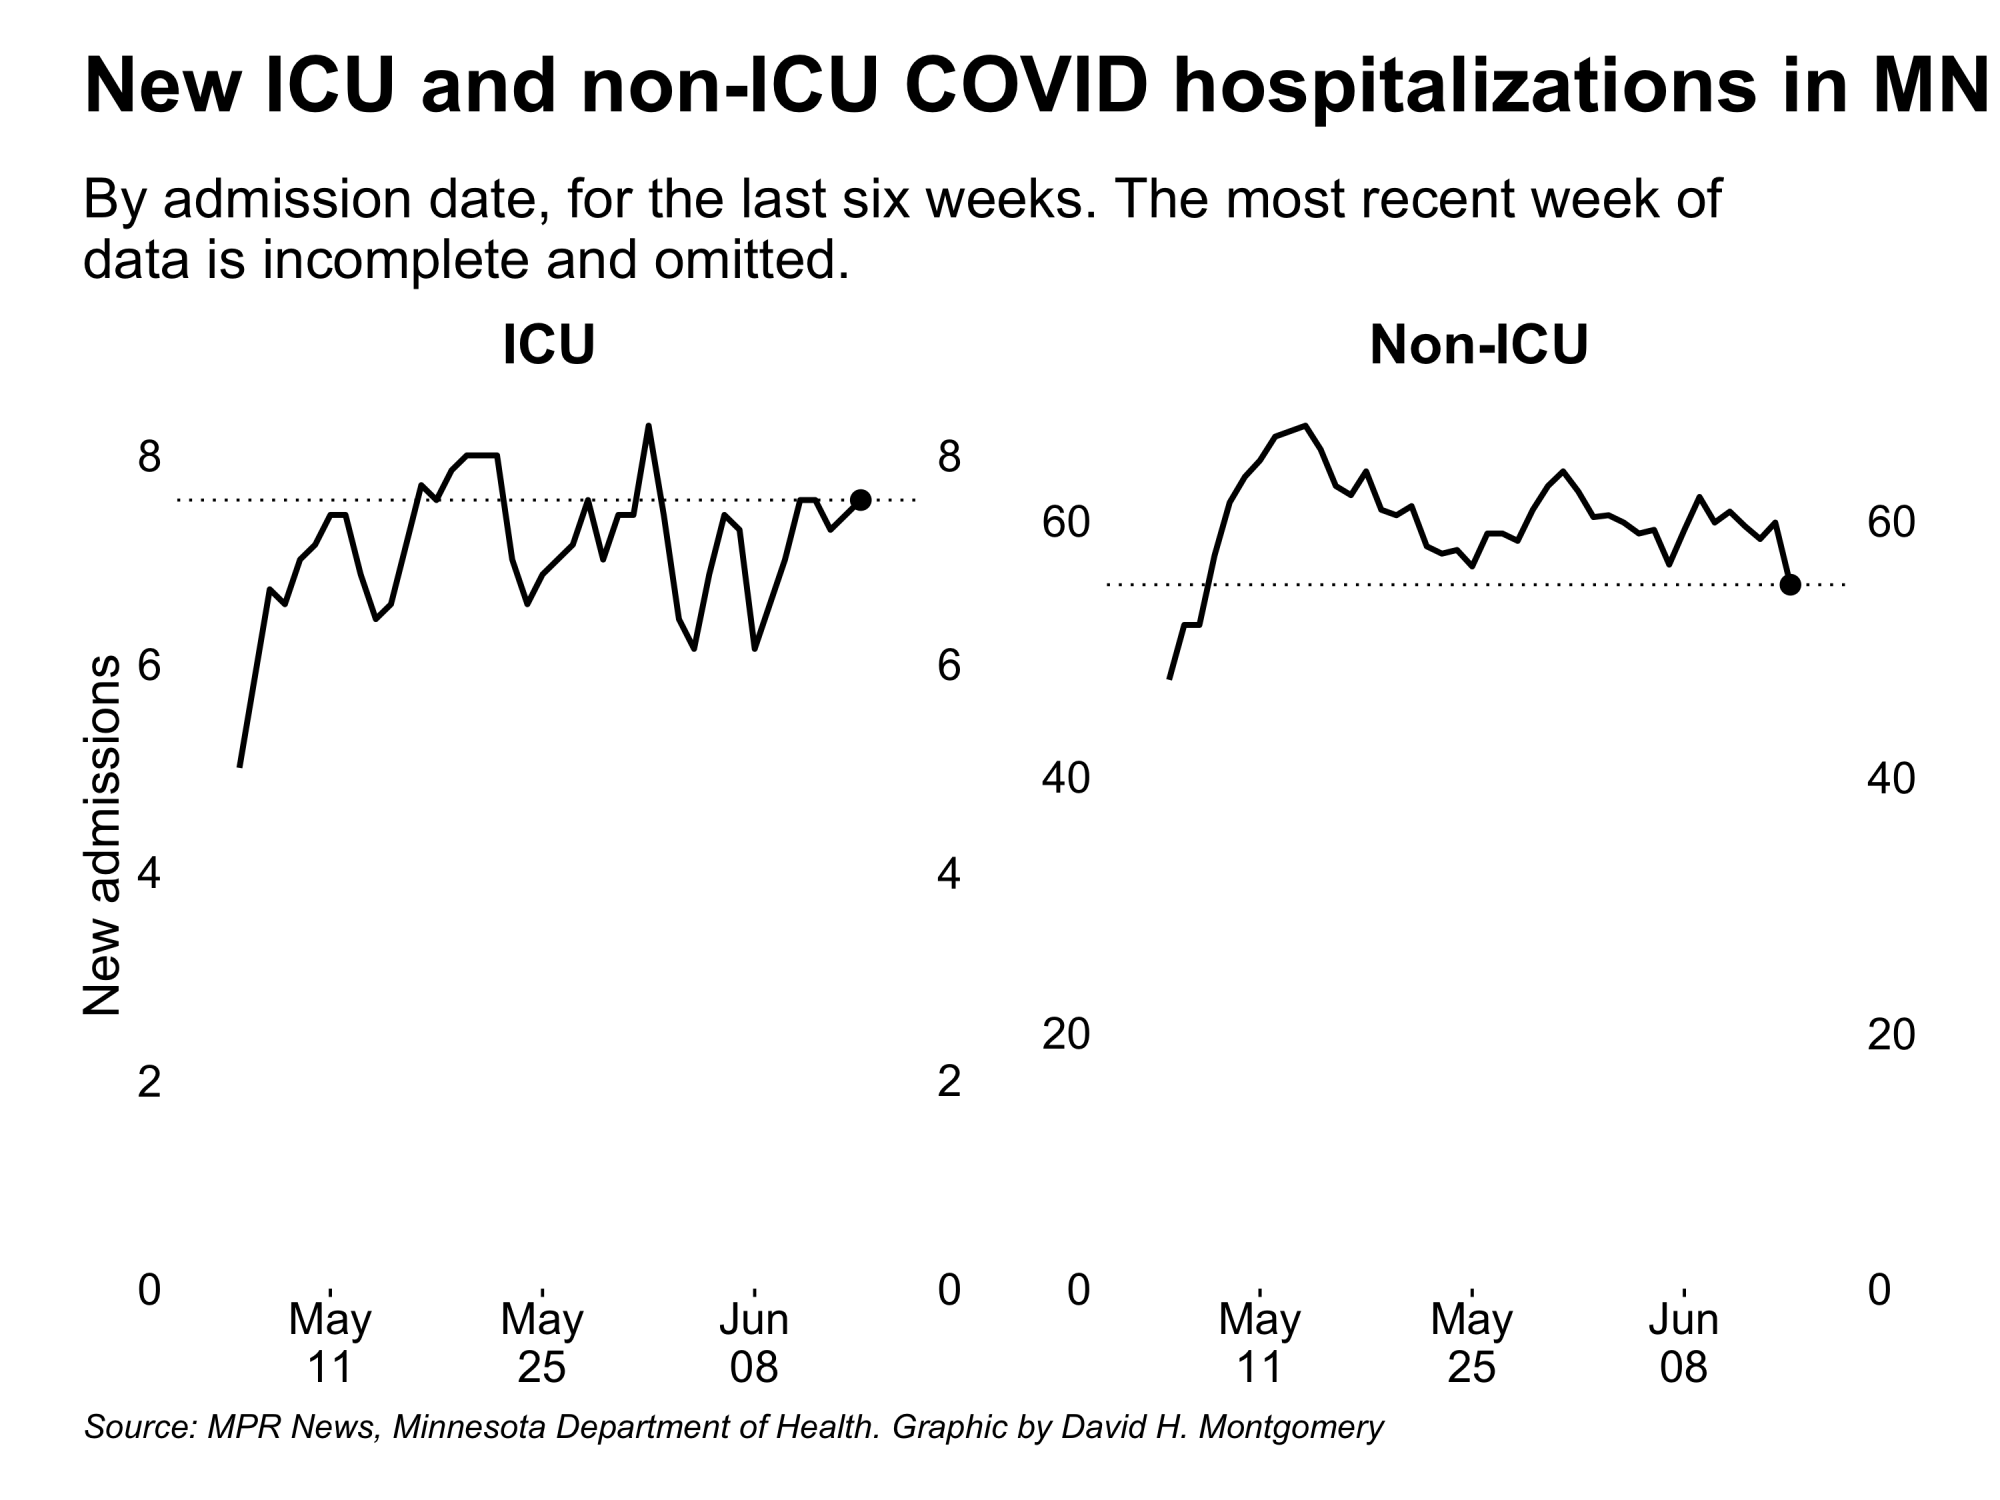 New ICU and non-ICU COVID hospitalizations in MN
By admission date, for the last six weeks. The most recent week of
data is incomplete and omitted.
ICU
Non-ICU
New admissions
8
6
4
2
0
8
6
4
2
0
May
11
May
25
Jun
08
60
40
20
0
60
40
20
0
May
11
May
25
Jun
08
Source: MPR News, Minnesota Department of Health. Graphic by David H. Montgomery